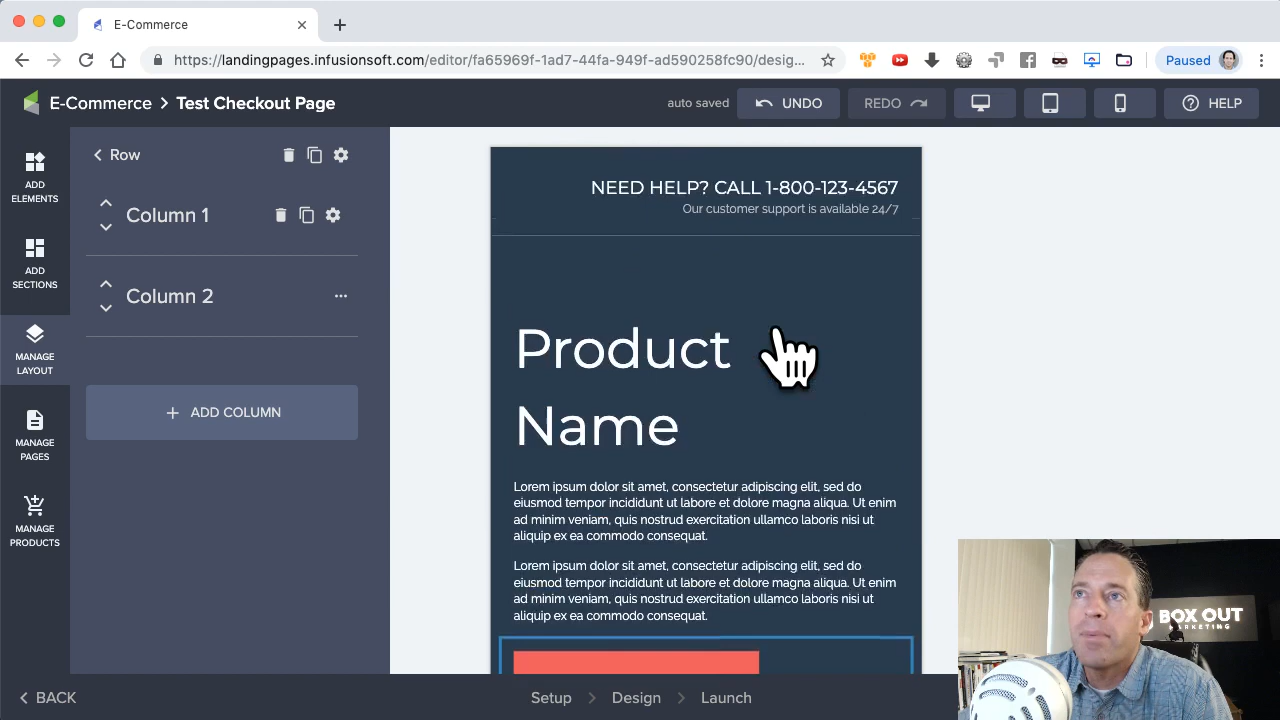 E-Commerce
https://landingpages.infusionsoft.com/editor/fa65969f-1ad7-44fa-949f-ad590258fc90/desig...
Paused
E-Commerce > Test Checkout Page
auto saved
UNDO
REDO
HELP
ADD
ELEMENTS
ADD
SECTIONS
MANAGE
LAYOUT
MANAGE
PAGES
MANAGE
PRODUCTS
Row
Column 1
Column 2
+ ADD COLUMN
NEED HELP? CALL 1-800-123-4567
Our customer support is available 24/7
Product
Name
Lorem ipsum dolor sit amet, consectetur adipiscing elit, sed do
eiusmod tempor incididunt ut labore et dolore magna aliqua. Ut enim
ad minim veniam, quis nostrud exercitation ullamco laboris nisi ut
aliquip ex ea commodo consequat.
Lorem ipsum dolor sit amet, consectetur adipiscing elit, sed do
eiusmod tempor incididunt ut labore et dolore magna aliqua. Ut enim
ad minim veniam, quis nostrud exercitation ullamco laboris nisi ut
aliquip ex ea commodo consequat.
BOX OUT
MARKETING
< BACK
Setup > Design > Launch